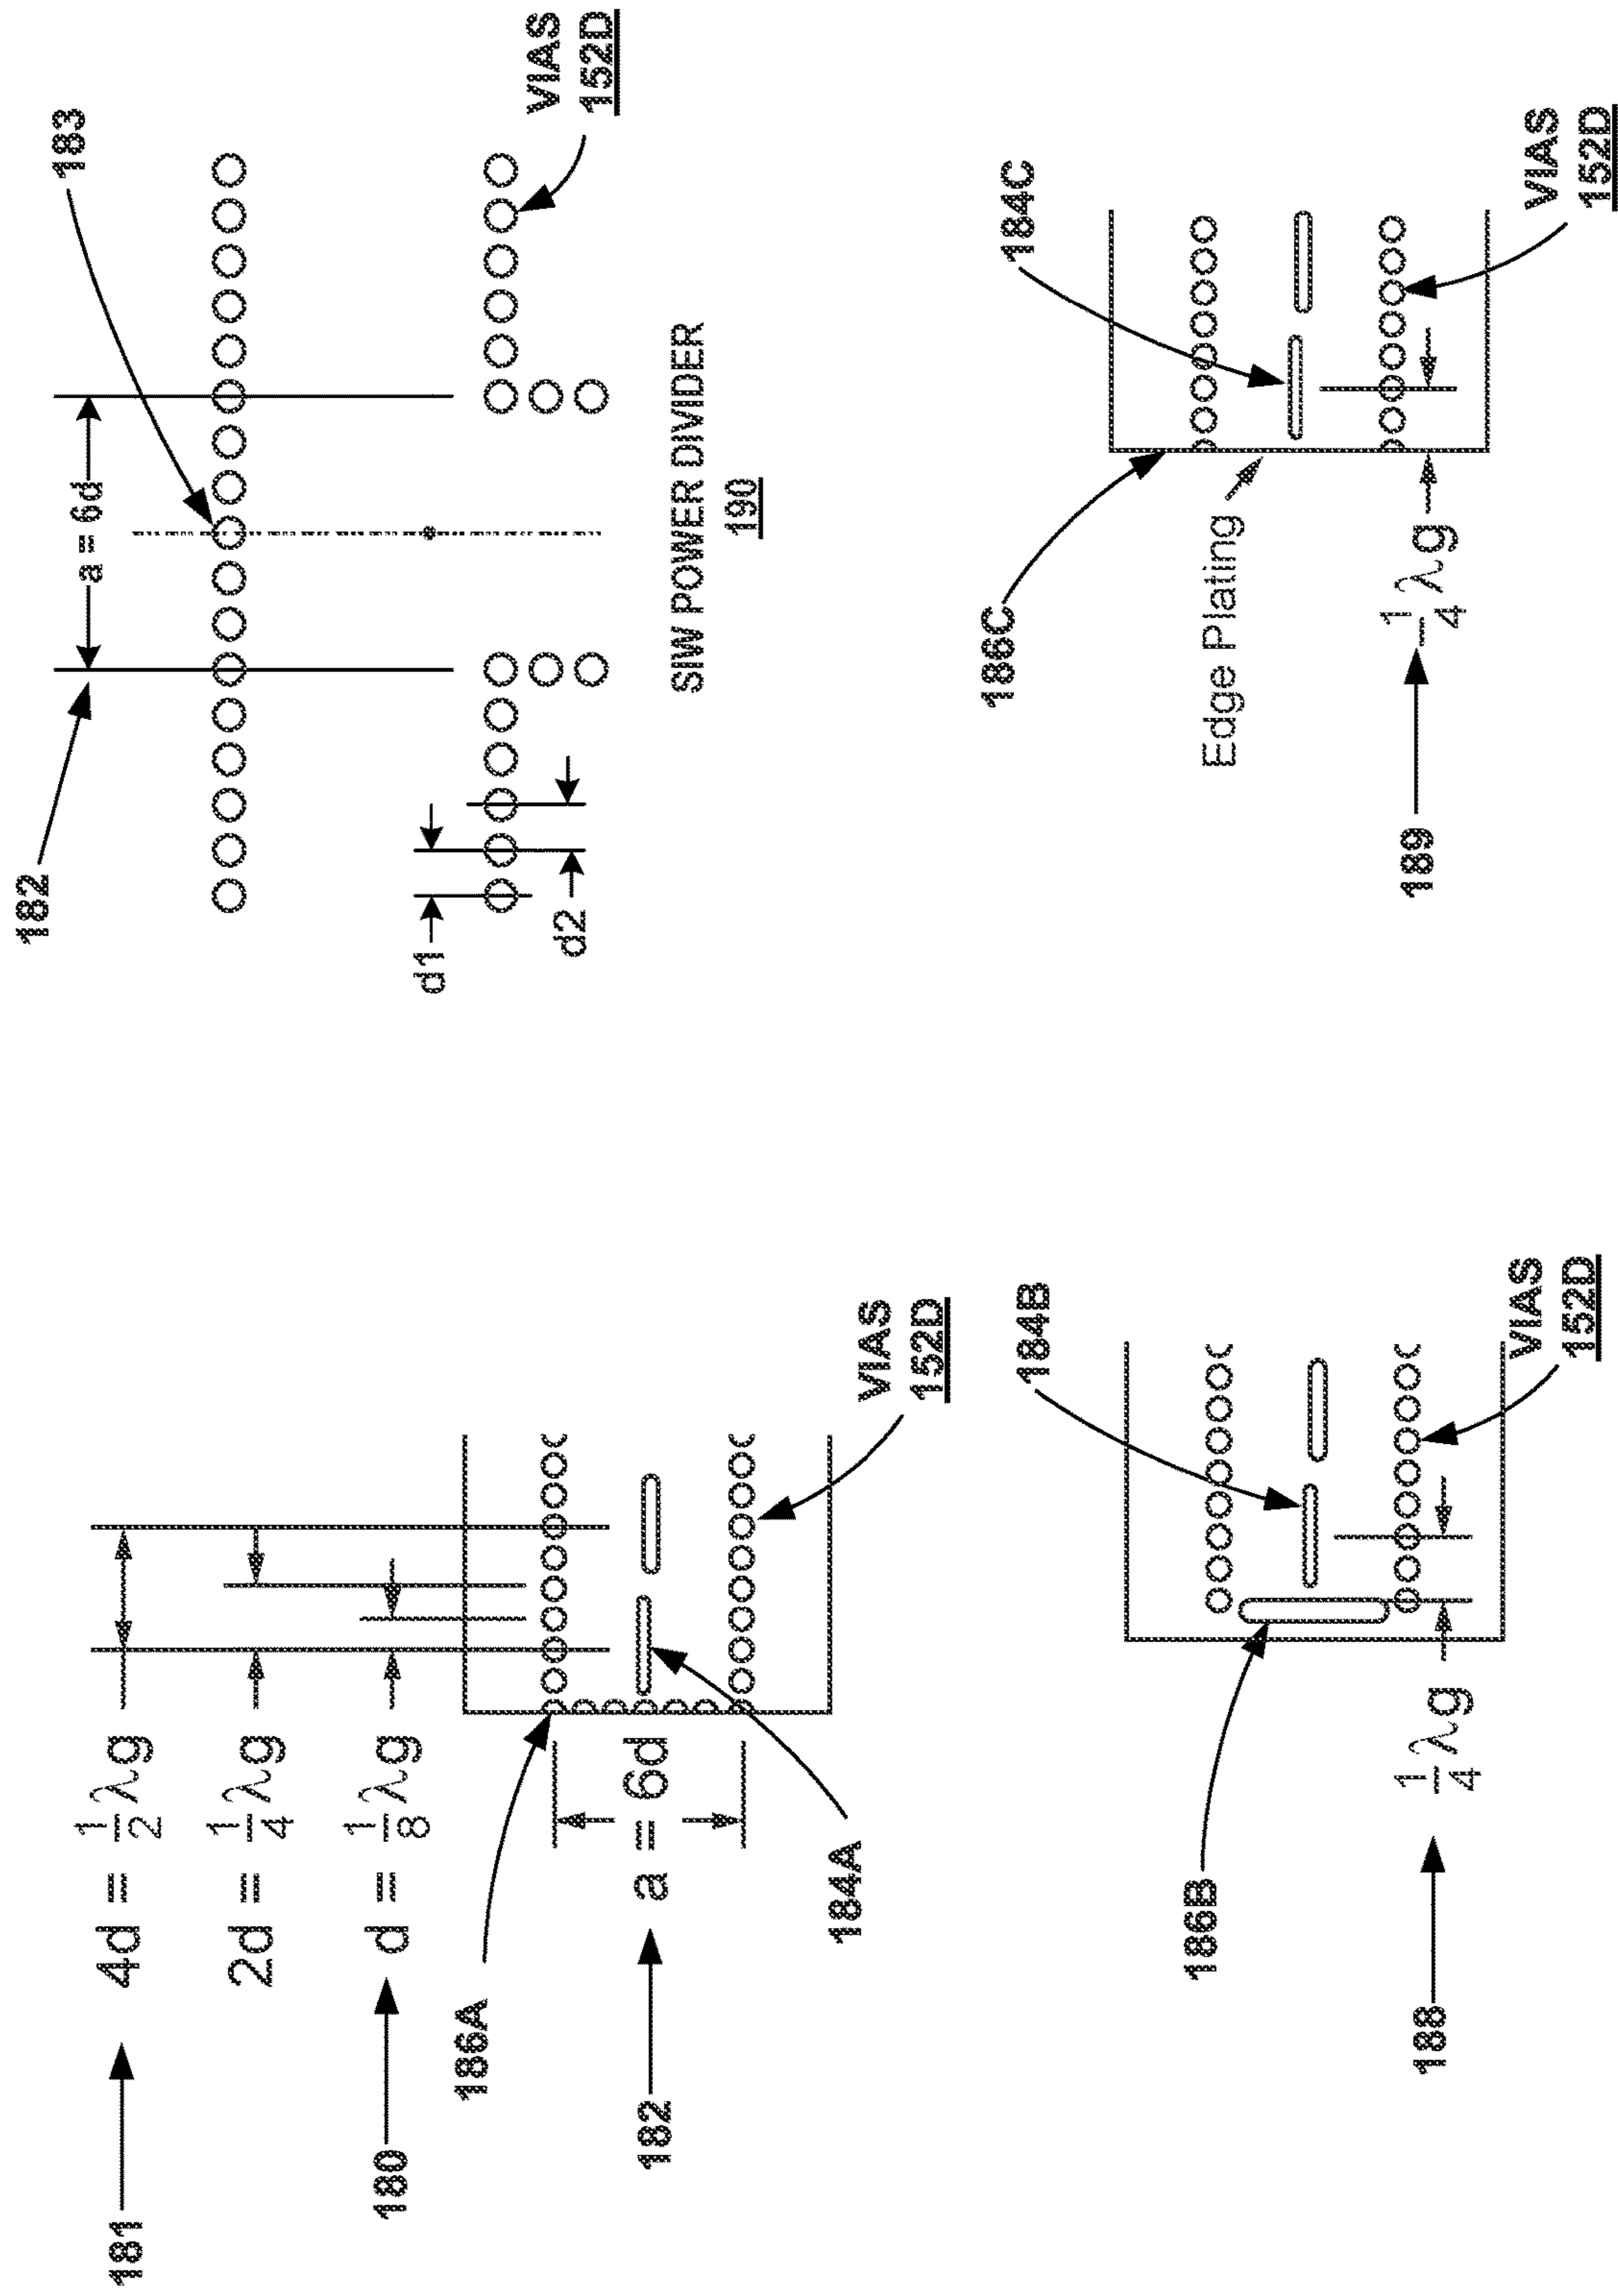 181
4d = 1/2 λg
2d = 1/4 λg
180
d = 1/8 λg
186A
182
a = 6d
184A
VIAS
152D
182
a = 6d
183
d1
d2
VIAS
152D
SIW POWER DIVIDER
190
186B
184B
188
1/4 λg
VIAS
152D
186C
Edge Plating
184C
189
1/4 λg
VIAS
152D